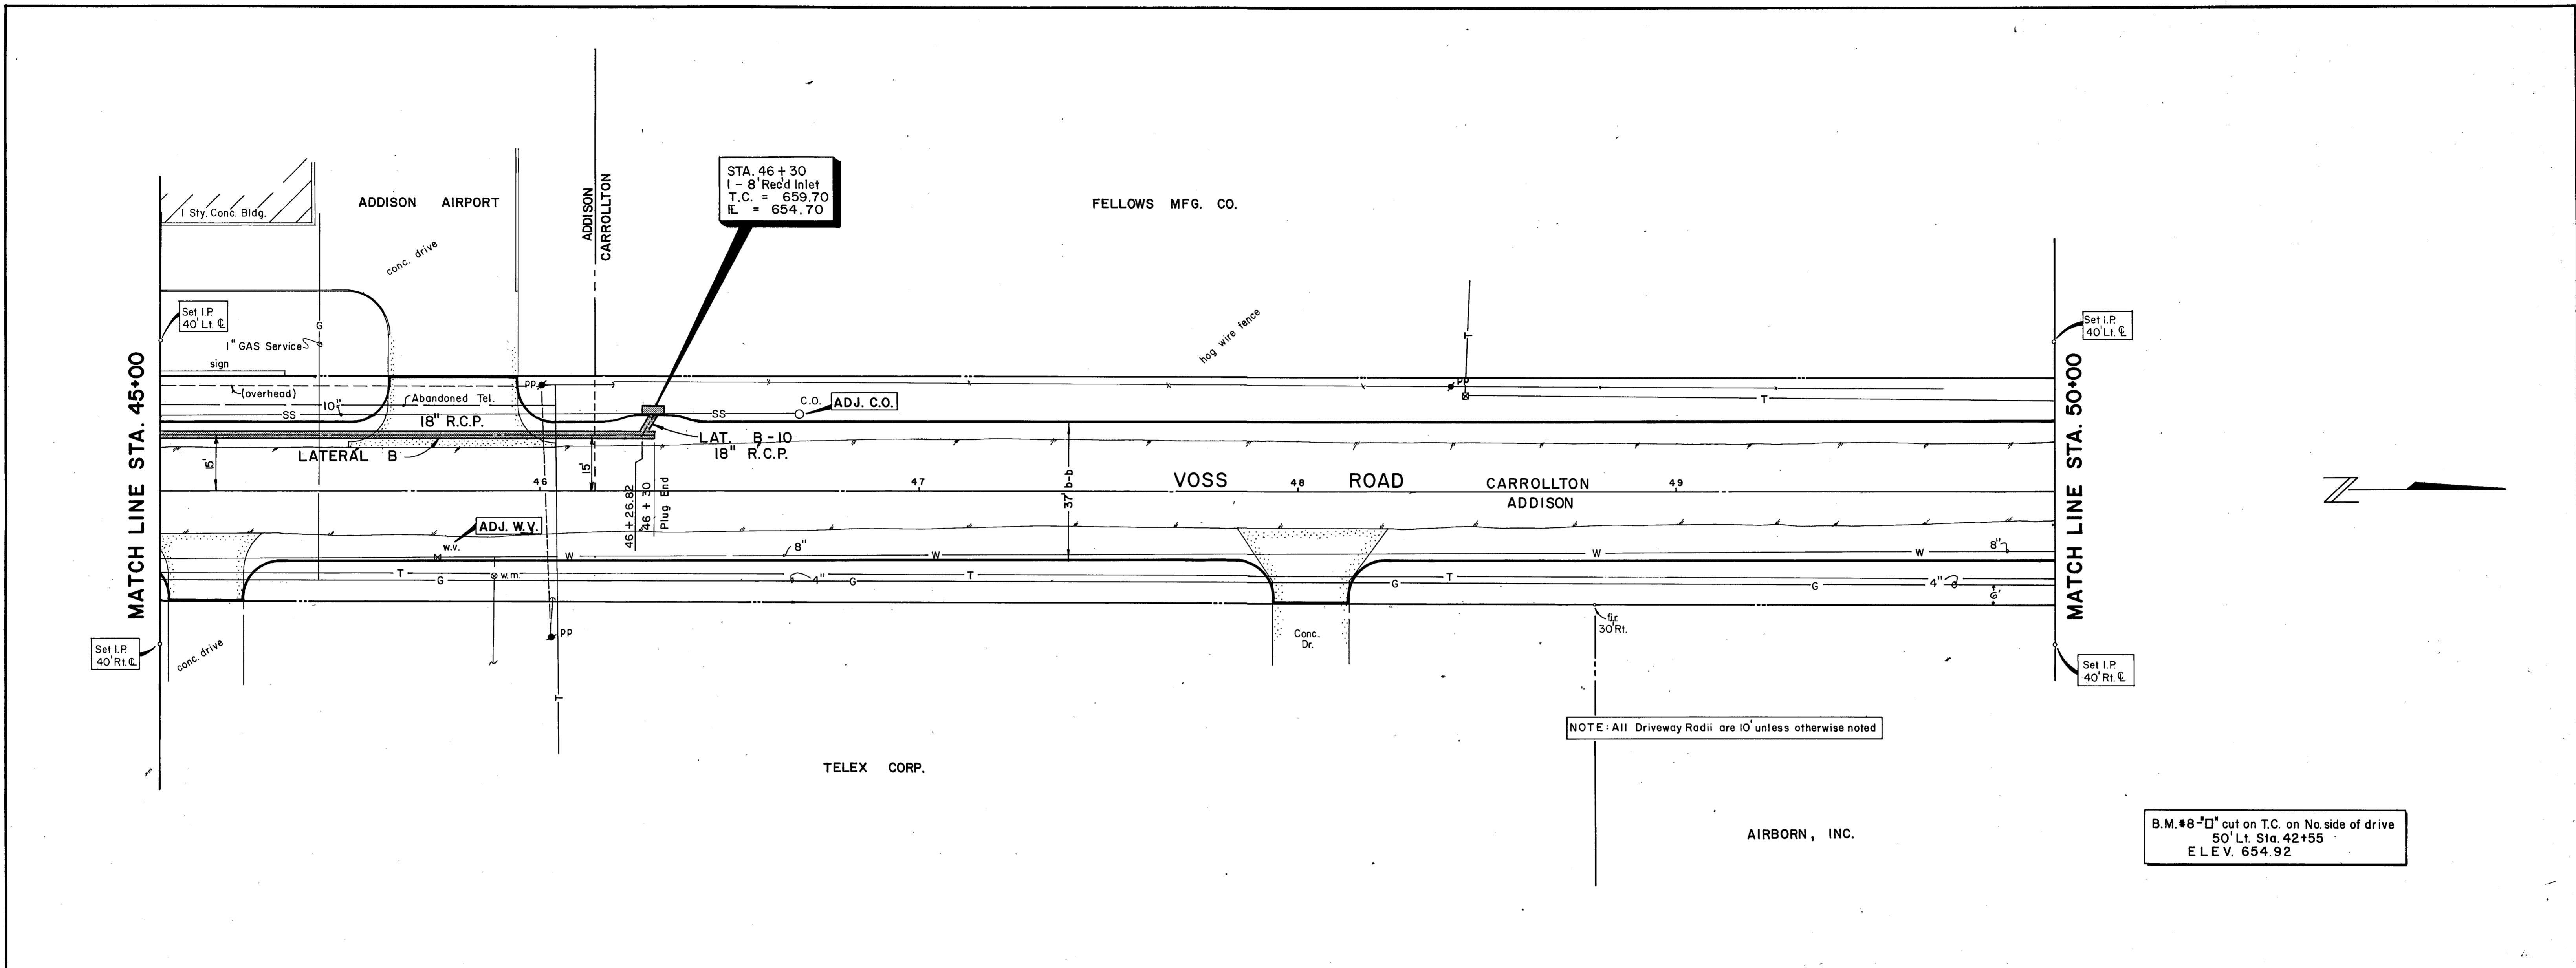 MATCH LINE STA. 45+00
1 Sty. Conc. Bldg.
ADDISON AIRPORT
conc. drive
ADDISON
CARROLLTON
STA. 46+30
1 - 8' Rec'd Inlet
T.C. = 659.70
FL = 654.70
FELLOWS MFG. CO.
Set I.P.
40' Lt. ℄
G
1" GAS Service
sign
(overhead)
10"
SS
Abandoned Tel.
18" R.C.P.
PP
SS
C.O.
ADJ. C.O.
LAT. B-10
18" R.C.P.
LATERAL B
15'
15'
hog wire fence
T
PP
T
Set I.P.
40' Lt. ℄
MATCH LINE STA. 50+00
46
47
VOSS ROAD
48
CARROLLTON
ADDISON
49
37' b-b
46+26.82
46+30
Plug End
ADJ. W.V.
w.v.
W
8"
W
W
W
8"
T
G
w.m.
4"
G
T
G
T
G
4"
6'
PP
T
Conc.
Dr.
f.i.r.
30' Rt.
Set I.P.
40' Rt. ℄
conc. drive
Set I.P.
40' Rt. ℄
NOTE: All Driveway Radii are 10' unless otherwise noted
TELEX CORP.
AIRBORN, INC.
B.M.#8-"□" cut on T.C. on No. side of drive
50' Lt. Sta. 42+55
ELEV. 654.92
N